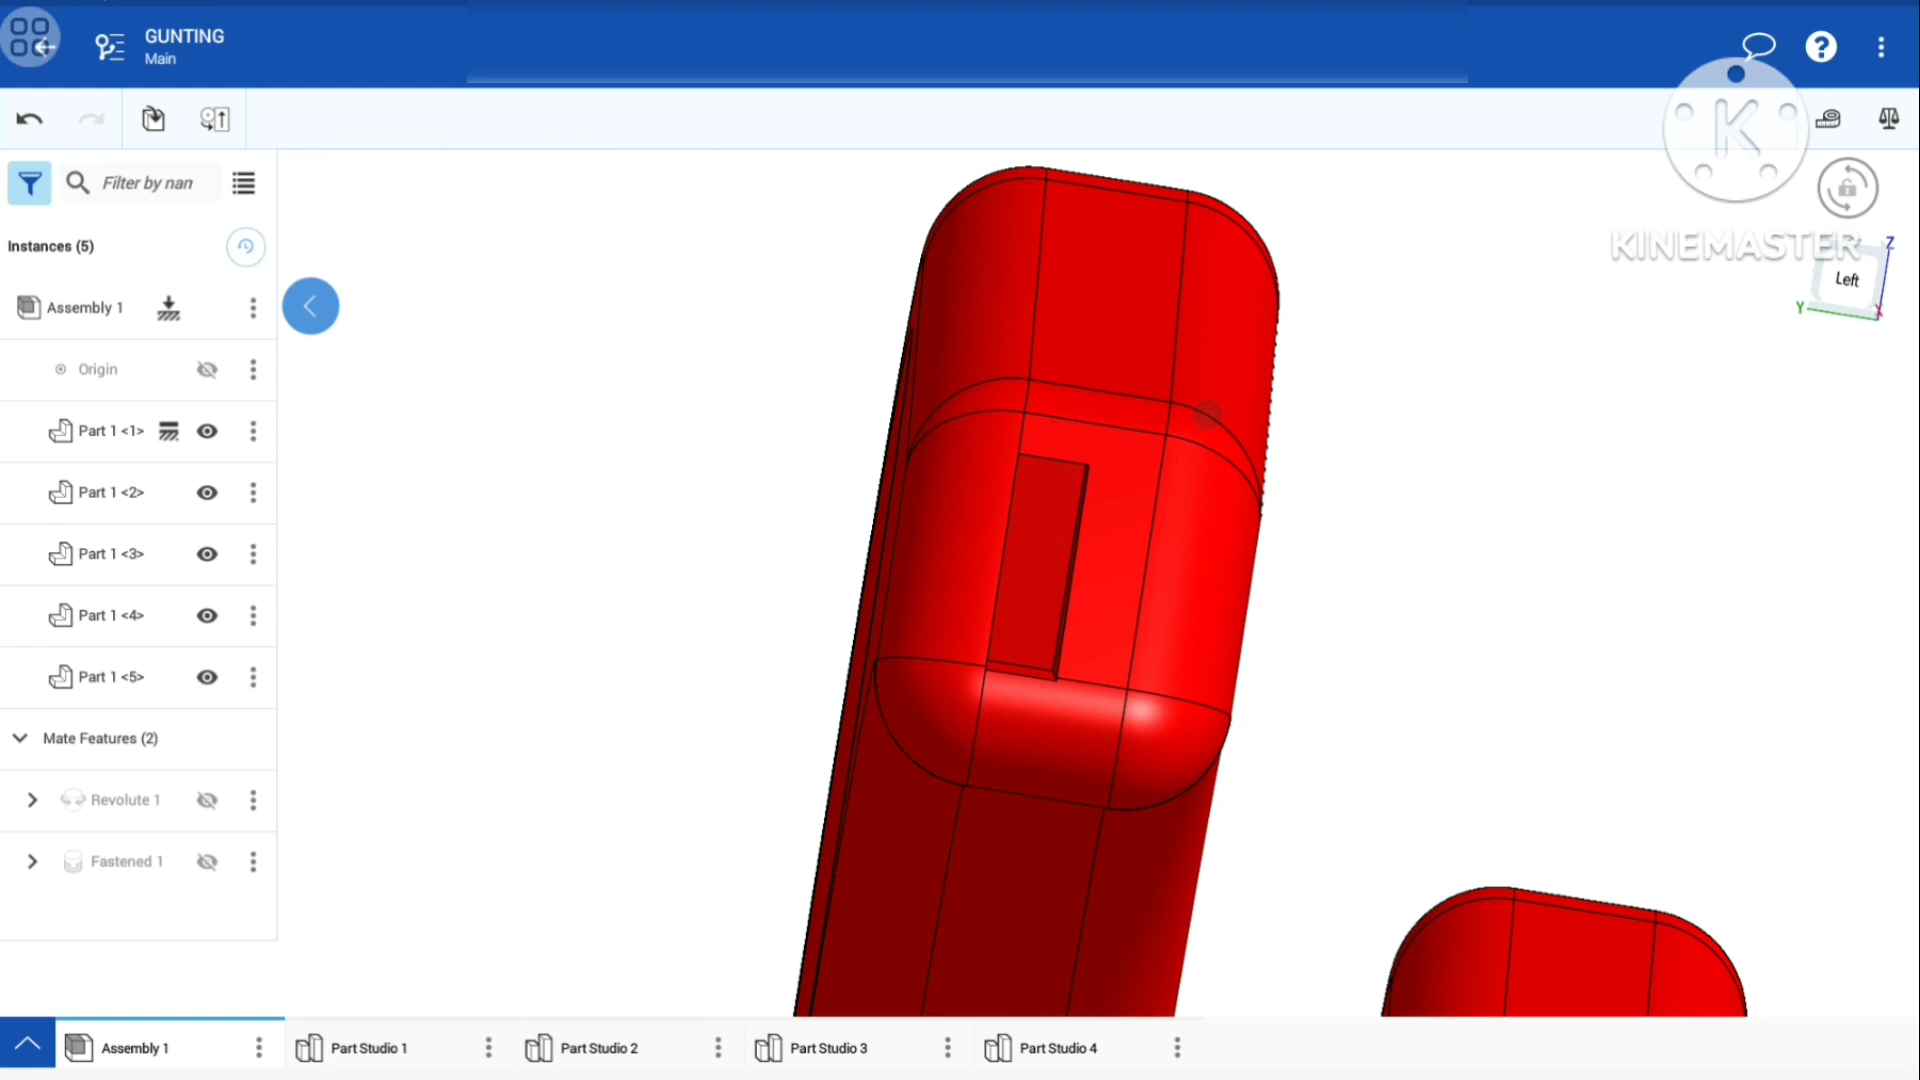 GUNTING
Main
K
KINEMASTER
Filter by nan
Instances (5)
Assembly 1
Origin
Part 1 <1>
Part 1 <2>
Part 1 <3>
Part 1 <4>
Part 1 <5>
Mate Features (2)
Revolute 1
Fastened 1
Z
Left
Y
X
Assembly 1
Part Studio 1
Part Studio 2
Part Studio 3
Part Studio 4